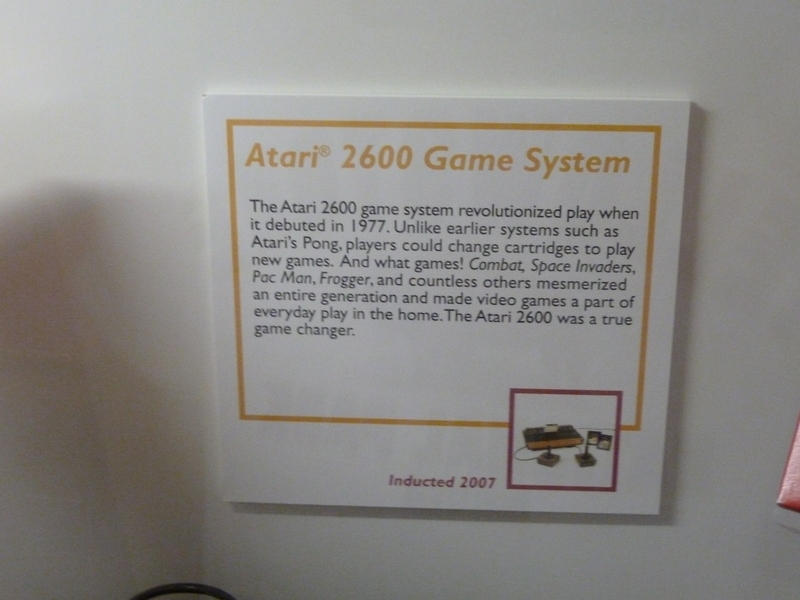 Atari® 2600 Game System
The Atari 2600 game system revolutionized play when
it debuted in 1977. Unlike earlier systems such as
Atari's Pong, players could change cartridges to play
new games. And what games! Combat, Space Invaders,
Pac Man, Frogger, and countless others mesmerized
an entire generation and made video games a part of
everyday play in the home. The Atari 2600 was a true
game changer.
Inducted 2007